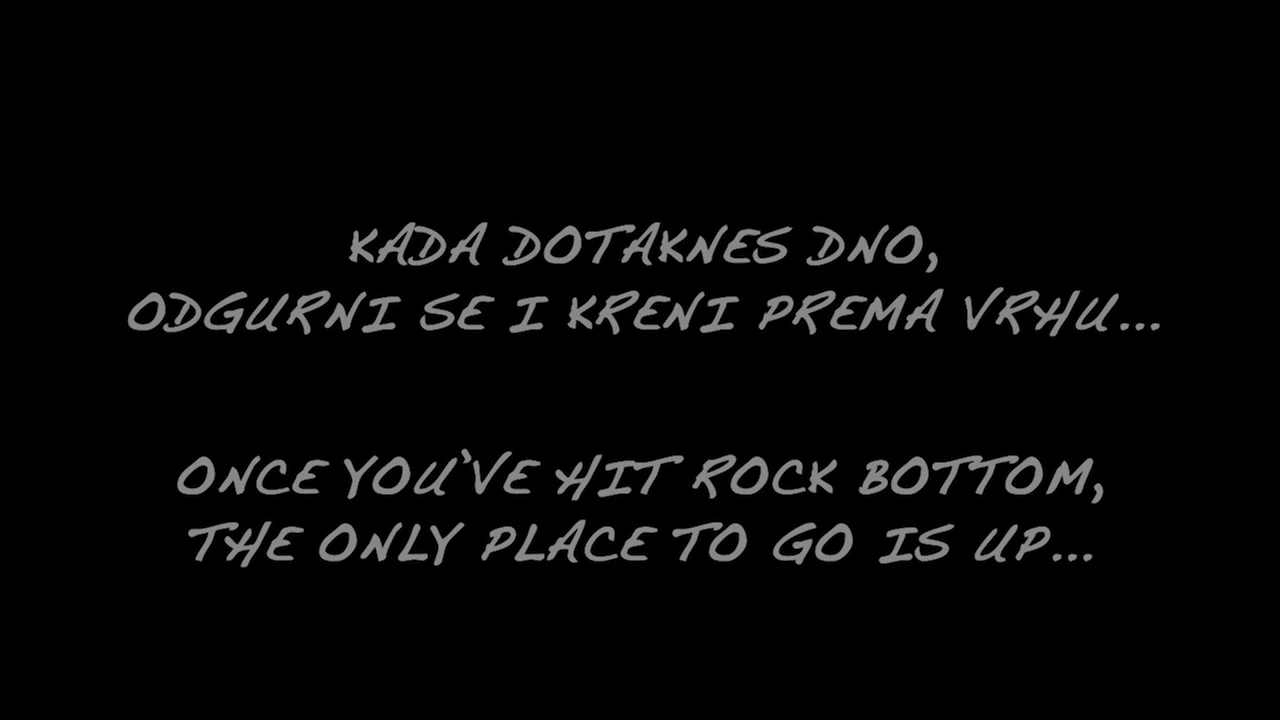 KADA DOTAKNES DNO,
ODGURNI SE I KRENI PREMA VRHU...
ONCE YOU'VE HIT ROCK BOTTOM,
THE ONLY PLACE TO GO IS UP...